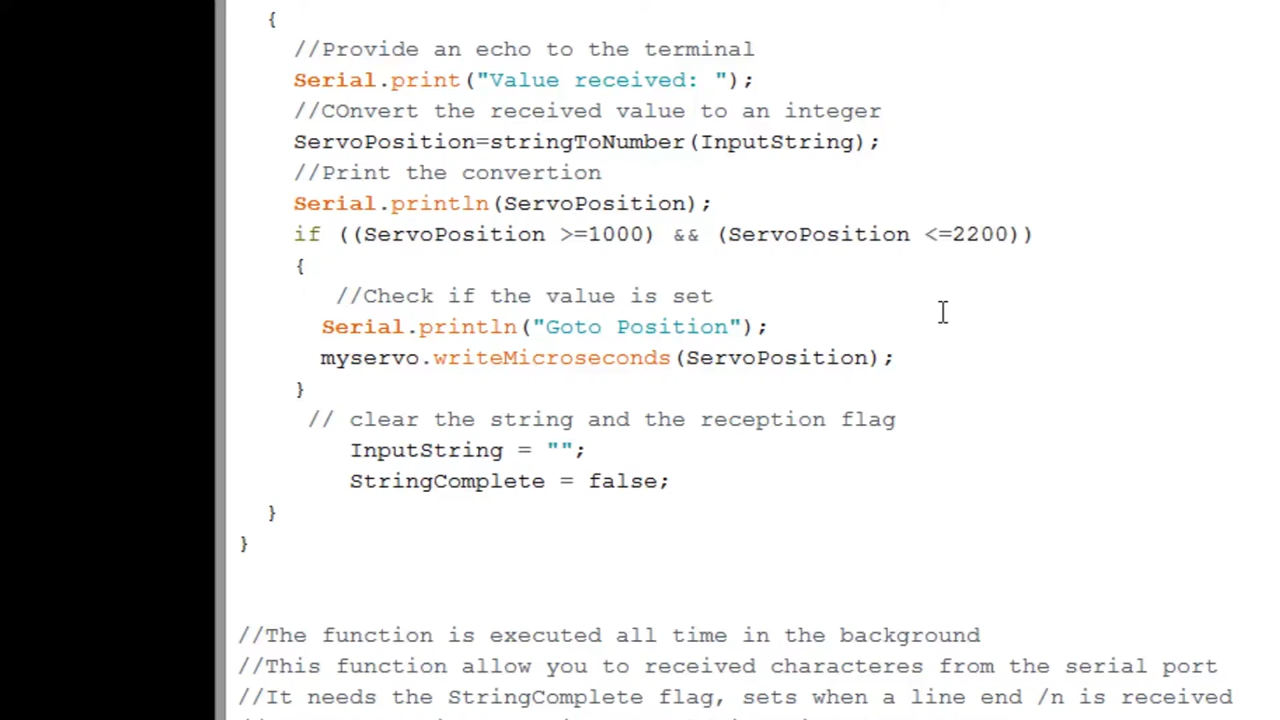 {
//Provide an echo to the terminal
Serial.print("Value received: ");
//COnvert the received value to an integer
ServoPosition=stringToNumber(InputString);
//Print the convertion
Serial.println(ServoPosition);
if ((ServoPosition >=1000) && (ServoPosition <=2200))
{
//Check if the value is set
Serial.println("Goto Position");
myservo.writeMicroseconds(ServoPosition);
}
// clear the string and the reception flag
InputString = "";
StringComplete = false;
}
}
//The function is executed all time in the background
//This function allow you to received characteres from the serial port
//It needs the StringComplete flag, sets when a line end /n is received